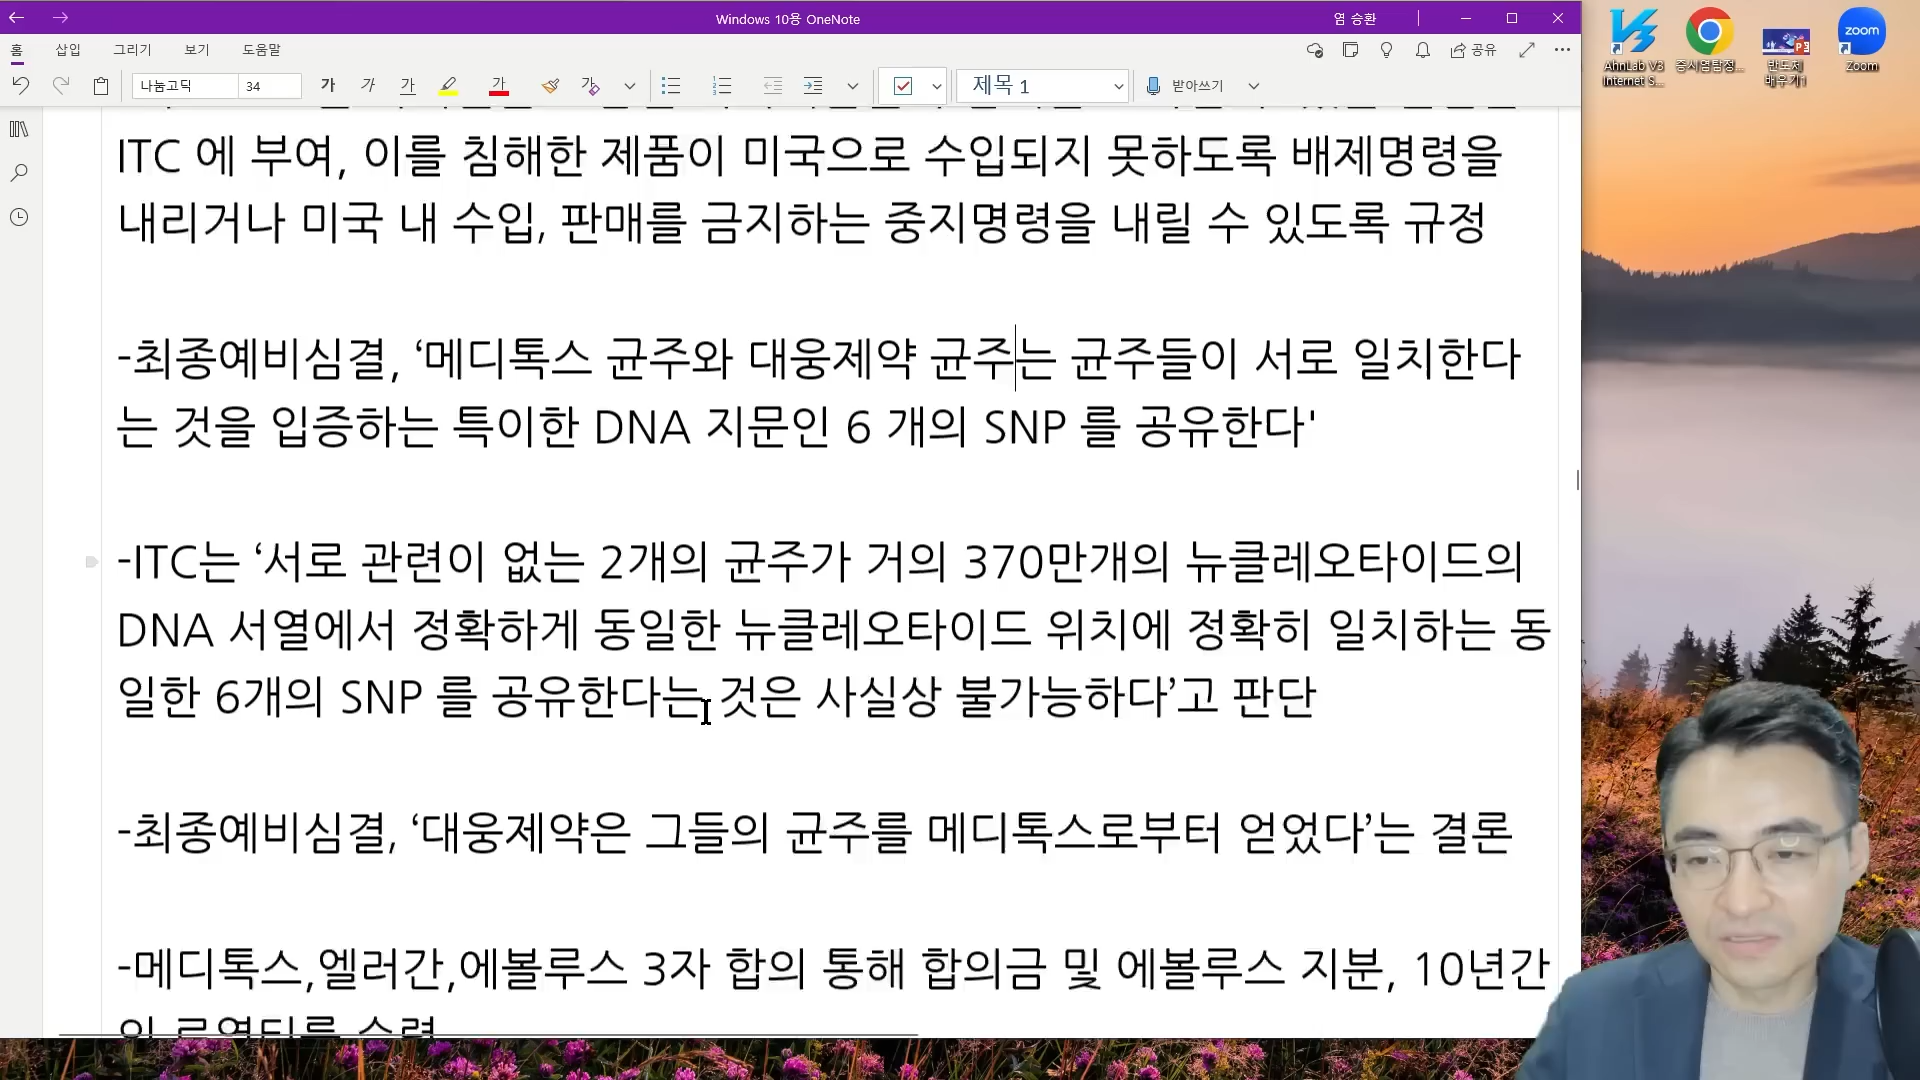 Windows 10용 OneNote
염 승환
홈 삽입 그리기 보기 도움말
공유
나눔고딕 34 가 가 가 가 가 제목 1 받아쓰기
ITC 에 부여, 이를 침해한 제품이 미국으로 수입되지 못하도록 배제명령을
내리거나 미국 내 수입, 판매를 금지하는 중지명령을 내릴 수 있도록 규정
-최종예비심결, ‘메디톡스 균주와 대웅제약 균주는 균주들이 서로 일치한다
는 것을 입증하는 특이한 DNA 지문인 6 개의 SNP 를 공유한다'
-ITC는 ‘서로 관련이 없는 2개의 균주가 거의 370만개의 뉴클레오타이드의
DNA 서열에서 정확하게 동일한 뉴클레오타이드 위치에 정확히 일치하는 동
일한 6개의 SNP 를 공유한다는 것은 사실상 불가능하다’고 판단
-최종예비심결, ‘대웅제약은 그들의 균주를 메디톡스로부터 얻었다’는 결론
-메디톡스,엘러간,에볼루스 3자 합의 통해 합의금 및 에볼루스 지분, 10년간
의 로열티를 수령
AhnLab V3
Internet S...
증시염탐정...
반도체
배우기1
zoom
Zoom